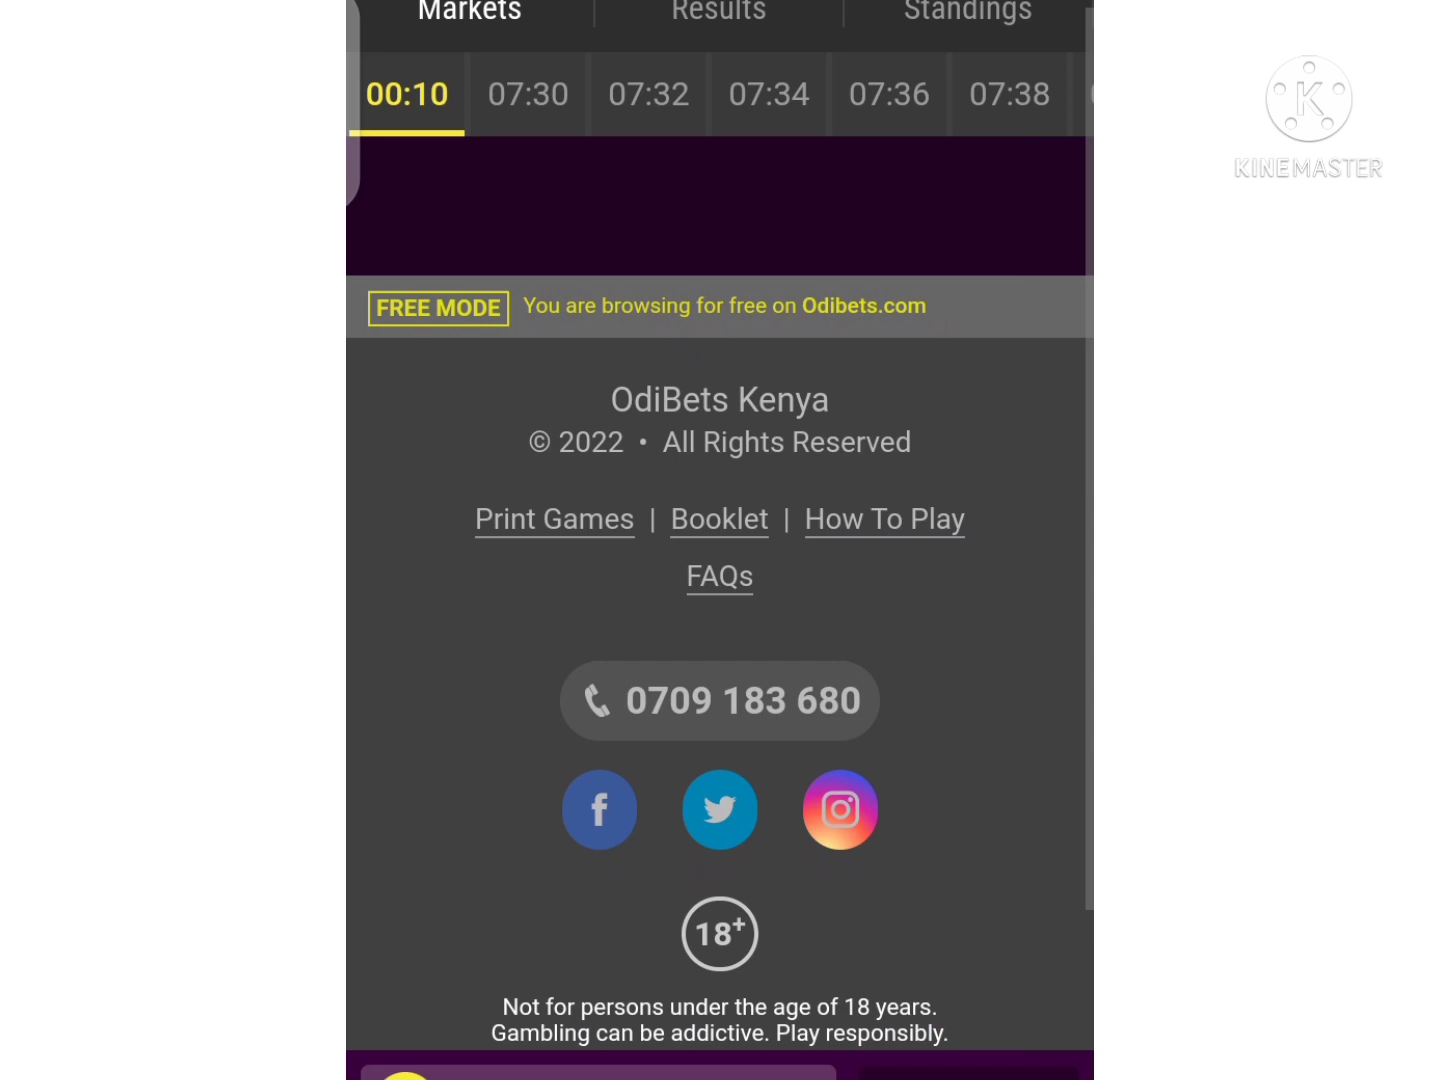 Markets Results Standings
00:10 07:30 07:32 07:34 07:36 07:38
K
KINEMASTER
FREE MODE You are browsing for free on Odibets.com
OdiBets Kenya
© 2022 • All Rights Reserved
Print Games | Booklet | How To Play
FAQs
0709 183 680
18+
Not for persons under the age of 18 years.
Gambling can be addictive. Play responsibly.